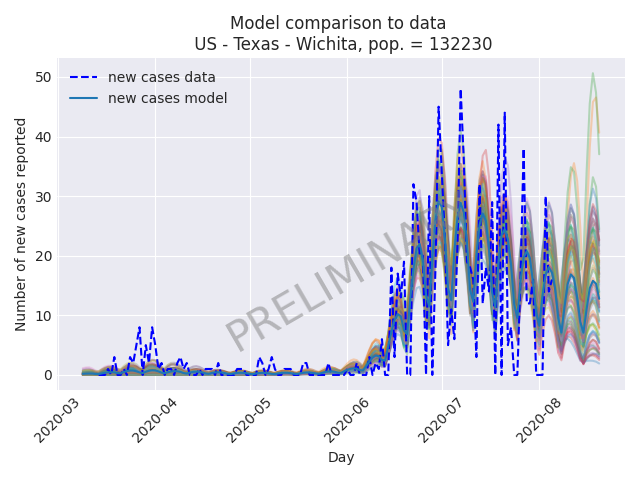 Model comparison to data
US - Texas - Wichita, pop. = 132230
new cases data
new cases model
PRELIMINARY
Number of new cases reported
50
40
30
20
10
0
2020-03
2020-04
2020-05
2020-06
2020-07
2020-08
Day